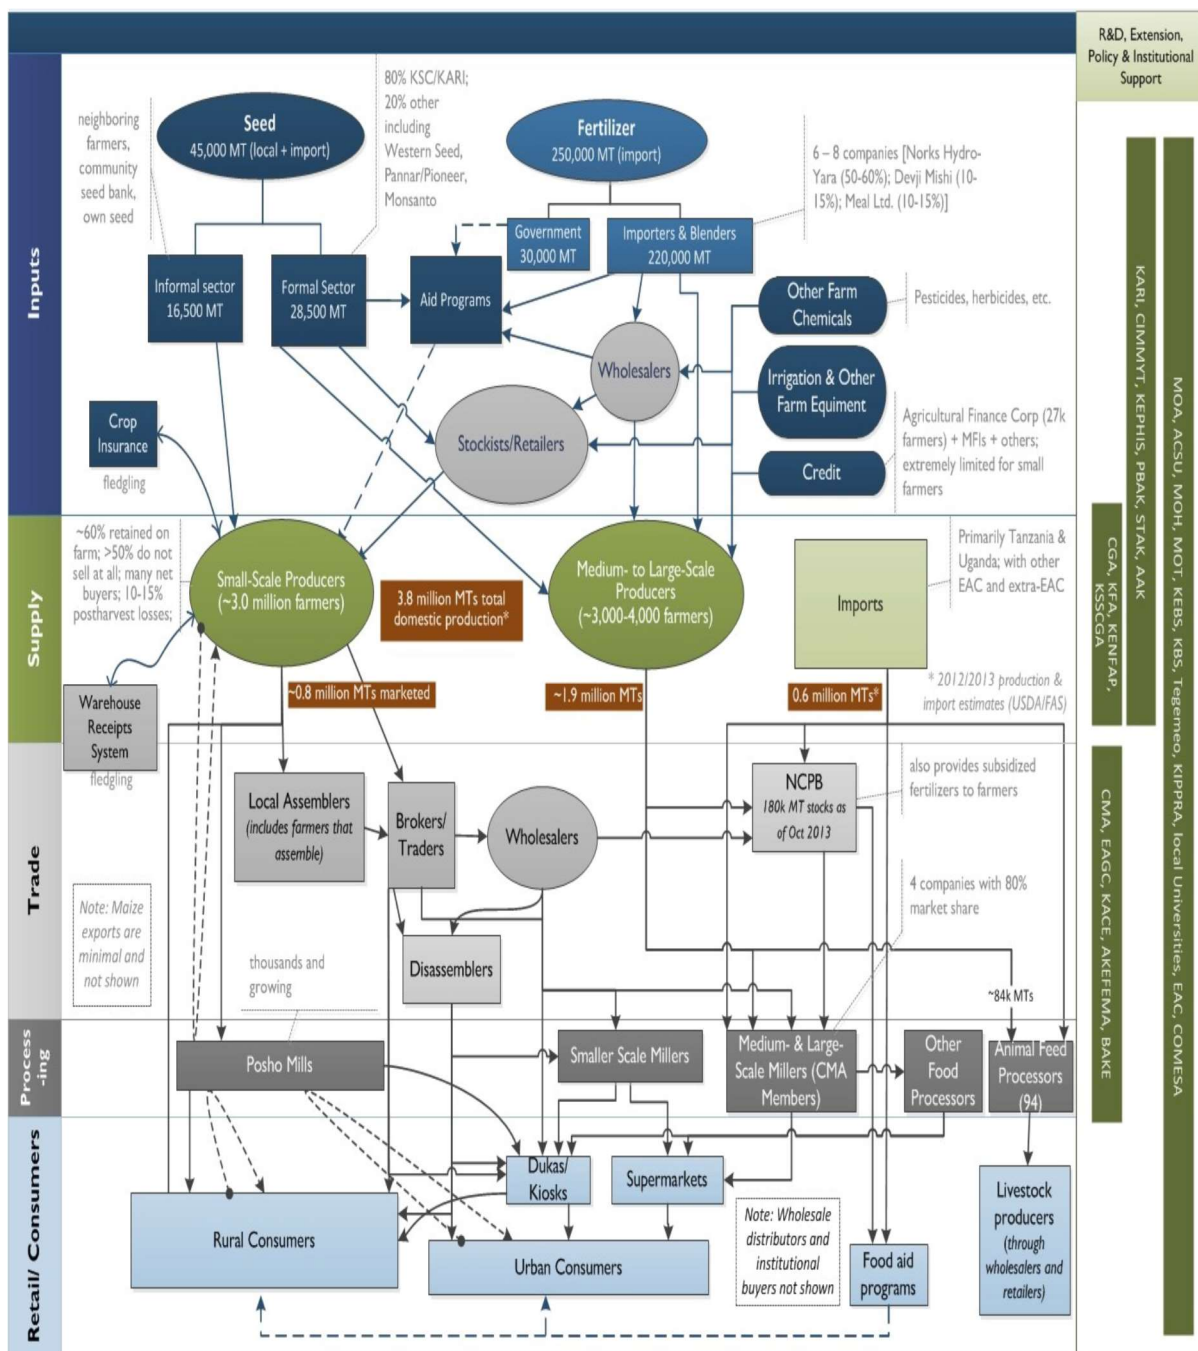 R&D, Extension,
Policy & Institutional
Support
Inputs
neighboring
farmers,
community
seed bank,
own seed
Seed
45,000 MT (local + import)
80% KSC/KARI;
20% other
including
Western Seed,
Pannar/Pioneer,
Monsanto
Fertilizer
250,000 MT (import)
6 – 8 companies [Norks Hydro-
Yara (50-60%); Devji Mishi (10-
15%); Meal Ltd. (10-15%)]
Government
30,000 MT
Importers & Blenders
220,000 MT
Informal sector
16,500 MT
Formal Sector
28,500 MT
Aid Programs
Other Farm
Chemicals
Pesticides, herbicides, etc.
Wholesalers
Irrigation & Other
Farm Equiment
Stockists/Retailers
Crop
Insurance
fledgling
Credit
Agricultural Finance Corp (27k
farmers) + MFIs + others;
extremely limited for small
farmers
Supply
~60% retained on
farm; >50% do not
sell at all; many net
buyers; 10-15%
postharvest losses;
Small-Scale Producers
(~3.0 million farmers)
3.8 million MTs total
domestic production*
Medium- to Large-Scale
Producers
(~3,000-4,000 farmers)
Imports
Primarily Tanzania &
Uganda; with other
EAC and extra-EAC
Warehouse
Receipts
System
fledgling
~0.8 million MTs marketed
~1.9 million MTs
0.6 million MTs*
* 2012/2013 production &
import estimates (USDA/FAS)
Trade
Local Assemblers
(includes farmers that
assemble)
Brokers/
Traders
Wholesalers
NCPB
180k MT stocks as
of Oct 2013
also provides subsidized
fertilizers to farmers
Note: Maize
exports are
minimal and
not shown
4 companies with 80%
market share
Disassemblers
thousands and
growing
~84k MTs
Process
-ing
Posho Mills
Smaller Scale Millers
Medium- & Large-
Scale Millers (CMA
Members)
Other
Food
Processors
Animal Feed
Processors
(94)
Retail/ Consumers
Dukas/
Kiosks
Supermarkets
Rural Consumers
Urban Consumers
Note: Wholesale
distributors and
institutional
buyers not shown
Food aid
programs
Livestock
producers
(through
wholesalers and
retailers)
CGA, KFA, KENFAP,
KSSCGA
CMA, EAGC, KACE, AKEFEMA, BAKE
KARI, CIMMYT, KEPHIS, PBAK, STAK, AAK
MOA, ACSU, MOH, MOT, KEBS, KBS, Tegemeo, KIPPRA, local Universities, EAC, COMESA